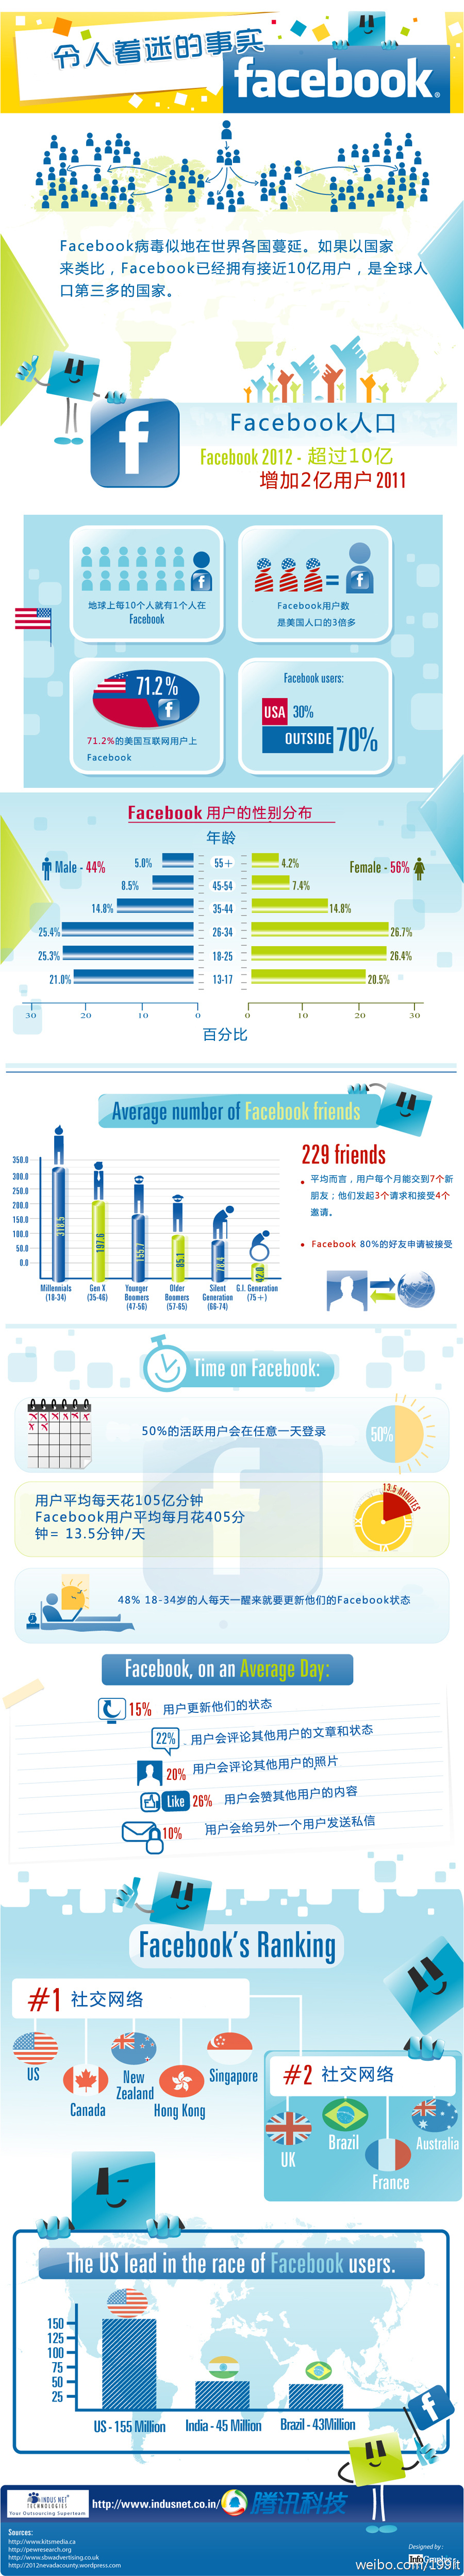 令人着迷的事实
facebook®
Facebook病毒似地在世界各国蔓延。如果以国家
来类比，Facebook已经拥有接近10亿用户，是全球人
口第三多的国家。
Facebook人口
Facebook 2012 - 超过10亿
增加2亿用户 2011
地球上每10个人就有1个人在
Facebook
Facebook用户数
是美国人口的3倍多
71.2%
71.2%的美国互联网用户上
Facebook
Facebook users:
USA 30%
OUTSIDE 70%
Facebook 用户的性别分布
年龄
Male - 44%
Female - 56%
5.0% 55+ 4.2%
8.5% 45-54 7.4%
14.8% 35-44 14.8%
25.4% 26-34 26.7%
25.3% 18-25 26.4%
21.0% 13-17 20.5%
30 20 10 0 0 10 20 30
百分比
Average number of Facebook friends
229 friends
平均而言，用户每个月能交到7个新
朋友；他们发起3个请求和接受4个
邀请。
Facebook 80%的好友申请被接受
350.0
300.0
250.0
200.0
150.0
100.0
50.0
0.0
318.5
197.6
155.7
85.1
78.4
42.0
Millennials
(18-34)
Gen X
(35-46)
Younger
Boomers
(47-56)
Older
Boomers
(57-65)
Silent
Generation
(66-74)
G.I. Generation
(75+)
Time on Facebook:
50%的活跃用户会在任意一天登录
50%
用户平均每天花105亿分钟
Facebook用户平均每月花405分
钟= 13.5分钟/天
13.5 MINUTES
48% 18-34岁的人每天一醒来就要更新他们的Facebook状态
Facebook, on an Average Day:
15% 用户更新他们的状态
22% 用户会评论其他用户的文章和状态
20% 用户会评论其他用户的照片
Like 26% 用户会赞其他用户的内容
10% 用户会给另外一个用户发送私信
Facebook's Ranking
#1 社交网络
US
Canada
New
Zealand
Hong Kong
Singapore
#2 社交网络
UK
Brazil
France
Australia
The US lead in the race of Facebook users.
150
125
100
75
50
25
US - 155 Million
India - 45 Million
Brazil - 43Million
INDUS NET
TECHNOLOGIES
Your Outsourcing Superteam
http://www.indusnet.co.in/
腾讯科技
Sources:
http://www.kitsmedia.ca
http://pewresearch.org
http://www.sbwadvertising.co.uk
http://2012nevadacounty.wordpress.com
Designed by :
InfoGraphic
weibo.com/199it